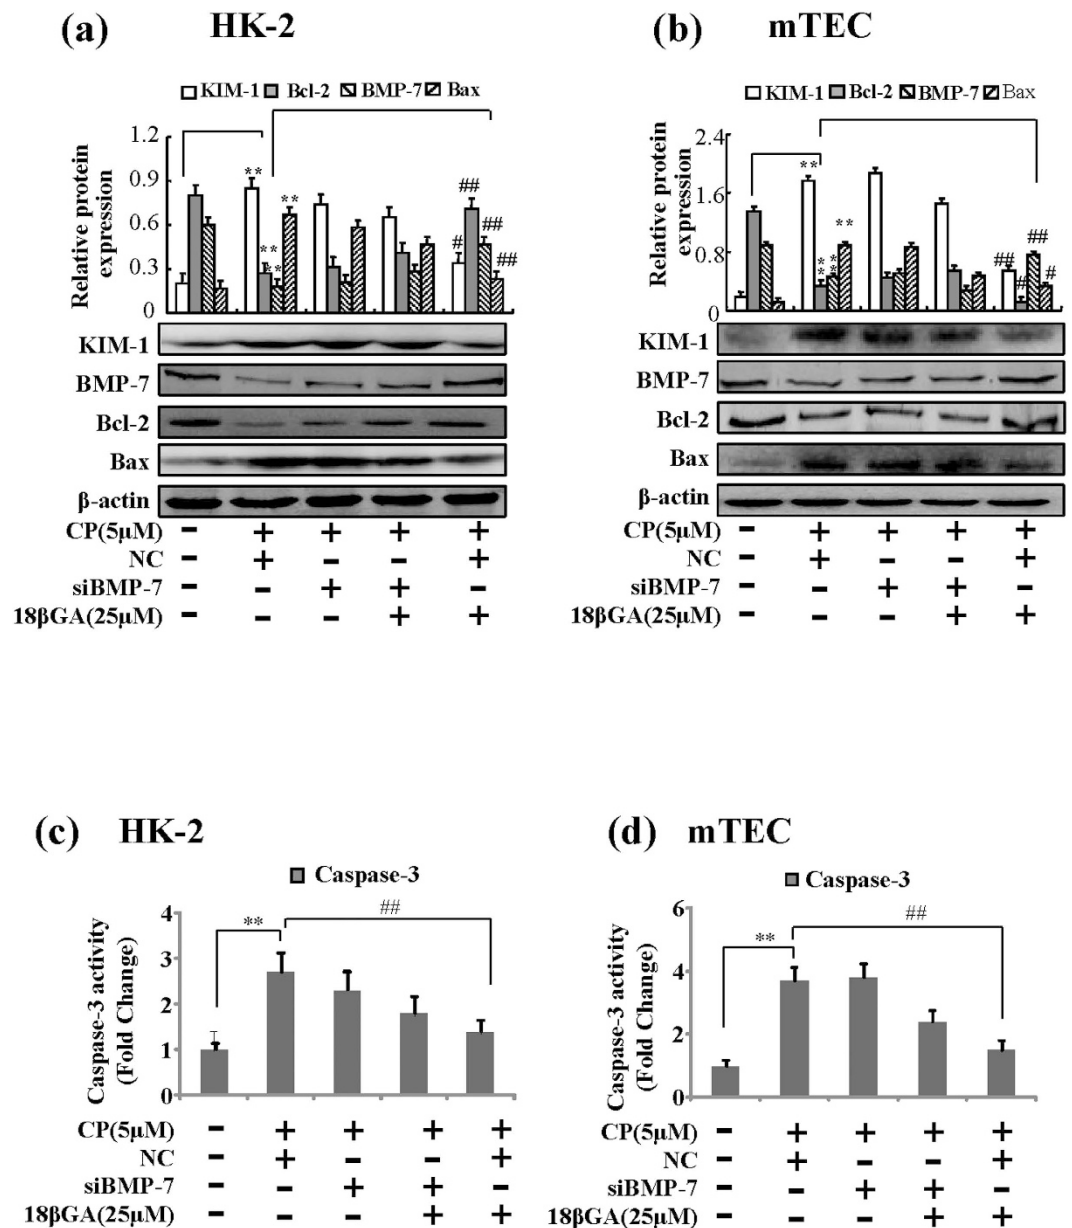 (a) HK-2
KIM-1 Bcl-2 BMP-7 Bax
Relative protein
expression
1.2
0.9
0.6
0.3
0
** ** ** ** # ## ## ##
KIM-1
BMP-7
Bcl-2
Bax
β-actin
CP(5μM) - + + + +
NC - + - - +
siBMP-7 - - + + -
18βGA(25μM) - - - + +
(b) mTEC
KIM-1 Bcl-2 BMP-7 Bax
Relative protein
expression
2.4
1.6
0.8
0
** ** ** ** ## # ## #
KIM-1
BMP-7
Bcl-2
Bax
β-actin
CP(5μM) - + + + +
NC - + - - +
siBMP-7 - - + + -
18βGA(25μM) - - - + +
(c) HK-2
Caspase-3
Caspase-3 activity
(Fold Change)
4
3
2
1
0
** ##
CP(5μM) - + + + +
NC - + - - +
siBMP-7 - - + + -
18βGA(25μM) - - - + +
(d) mTEC
Caspase-3
Caspase-3 activity
(Fold Change)
6
4
2
0
** ##
CP(5μM) - + + + +
NC - + - - +
siBMP-7 - - + + -
18βGA(25μM) - - - + +